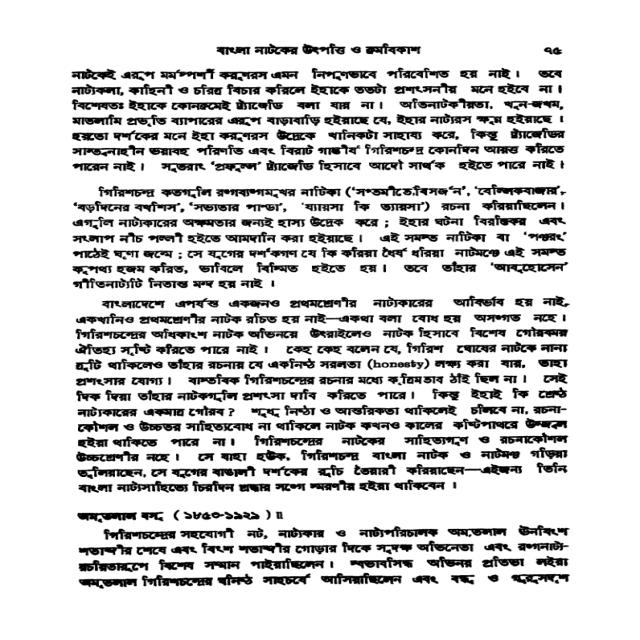 বাংলা নাটকের উৎপত্তি ও ক্রমবিকাশ ৭৫
নাটকেই এরূপ মর্মস্পর্শী করুণরস এমন নিপুণভাবে পরিবেশিত হয় নাই। তবে
নাট্যকলা, কাহিনী ও চরিত্র বিচার করিলে ইহাকে ততটা প্রশংসনীয় মনে হইবে না।
বিশেষতঃ ইহাকে কোনক্রমেই ট্র্যাজেডি বলা যায় না। অতিনাটকীয়তা, খুন-জখম,
মাতলামি প্রভৃতি ব্যাপারের এরূপ বাড়াবাড়ি হইয়াছে যে, ইহার নাট্যরস ক্ষুণ্ণ হইয়াছে।
হয়তো দর্শকের মনে ইহা করুণরস উদ্রেকে খানিকটা সাহায্য করে, কিন্তু ট্র্যাজেডির
সান্ত্বনাহীন ভয়াবহ পরিণতি এবং বিরাট গাম্ভীর্য গিরিশচন্দ্র কোনদিন আয়ত্ত করিতে
পারেন নাই। সুতরাং 'প্রফুল্ল' ট্র্যাজেডি হিসাবে আদৌ সার্থক হইতে পারে নাই।
গিরিশচন্দ্র কতগুলি রঙ্গব্যঙ্গমুখর নাটিকা ('সপ্তমীতে বিসর্জন', 'বেল্লিকবাজার',
'বড়দিনের বখশিস', 'সভ্যতার পাণ্ডা', 'য্যায়সা কি ত্যায়সা') রচনা করিয়াছিলেন।
এগুলি নাট্যকারের অক্ষমতার জন্যই হাস্য উদ্রেক করে; ইহার ঘটনা বিরক্তিকর এবং
সংলাপ নীচ পল্লী হইতে আমদানি করা হইয়াছে। এই সমস্ত নাটিকা বা 'পঞ্চরং'
পাঠেই ঘৃণা জন্মে; সে যুগের দর্শকগণ যে কি করিয়া ধৈর্য ধরিয়া নাটমঞ্চে এই সমস্ত
কুপথ্য হজম করিত, ভাবিলে বিস্মিত হইতে হয়। তবে তাঁহার 'আবুহোসেন'
গীতিনাট্যটি নিতান্ত মন্দ হয় নাই।
বাংলাদেশে এপর্যন্ত একজনও প্রথমশ্রেণীর নাট্যকারের আবির্ভাব হয় নাই,
একখানিও প্রথমশ্রেণীর নাটক রচিত হয় নাই—একথা বলা বোধ হয় অসঙ্গত নহে।
গিরিশচন্দ্রের অধিকাংশ নাটক অভিনয়ে উৎরাইলেও নাটক হিসাবে বিশেষ গৌরবময়
ঐতিহ্য সৃষ্টি করিতে পারে নাই। কেহ কেহ বলেন যে, গিরিশ ঘোষের নাটকে নানা
ত্রুটি থাকিলেও তাঁহার রচনার যে একনিষ্ঠ সরলতা (honesty) লক্ষ্য করা যায়, তাহা
প্রশংসার যোগ্য। বাস্তবিক গিরিশচন্দ্রের রচনার মধ্যে কৃত্রিমতার ঠাঁই ছিল না। সেই
দিক দিয়া তাঁহার নাটকগুলি প্রশংসা দাবি করিতে পারে। কিন্তু ইহাই কি শ্রেষ্ঠ
নাট্যকারের একমাত্র গৌরব? শুধু নিষ্ঠা ও আন্তরিকতা থাকিলেই চলিবে না, রচনা-
কৌশল ও উচ্চতর সাহিত্যবোধ না থাকিলে নাটক কখনও কালের কষ্টিপাথরে উজ্জ্বল
হইয়া থাকিতে পারে না। গিরিশচন্দ্রের নাটকের সাহিত্যগুণ ও রচনাকৌশল
উচ্চশ্রেণীর নহে। সে যাহা হউক, গিরিশচন্দ্র বাংলা নাটক ও নাটমঞ্চ গড়িয়া
তুলিয়াছেন, সে যুগের বাঙালী দর্শকের রুচি তৈয়ারী করিয়াছেন—এইজন্য তিনি
বাংলা নাট্যসাহিত্যে চিরদিন শ্রদ্ধার সঙ্গে স্মরণীয় হইয়া থাকিবেন।
অমৃতলাল বসু (১৮৫৩-১৯২৯)॥
গিরিশচন্দ্রের সহযোগী নট, নাট্যকার ও নাট্যপরিচালক অমৃতলাল ঊনবিংশ
শতাব্দীর শেষে এবং বিংশ শতাব্দীর গোড়ার দিকে সুদক্ষ অভিনেতা এবং রঙ্গনাট্য-
রচয়িতারূপে বিশেষ সম্মান পাইয়াছিলেন। স্বভাবসিদ্ধ অভিনয় প্রতিভা লইয়া
অমৃতলাল গিরিশচন্দ্রের ঘনিষ্ঠ সাহচর্যে আসিয়াছিলেন এবং বন্ধু ও গুরুসদৃশ